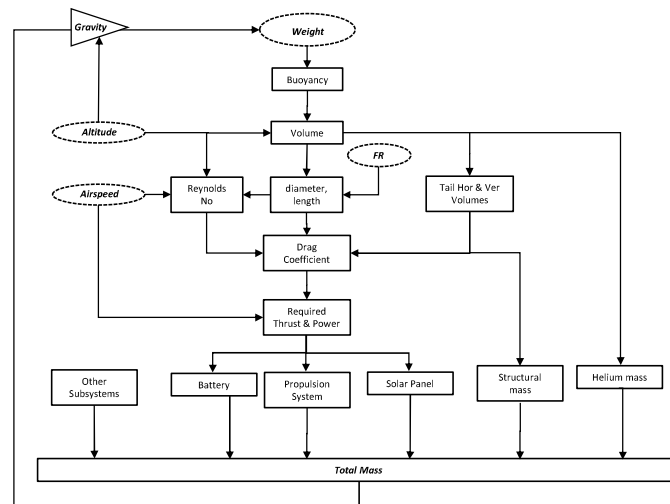 Gravity
Weight
Buoyancy
Altitude
Volume
FR
Airspeed
Reynolds
No
diameter,
length
Tail Hor & Ver
Volumes
Drag
Coefficient
Required
Thrust & Power
Other
Subsystems
Battery
Propulsion
System
Solar Panel
Structural
mass
Helium mass
Total Mass